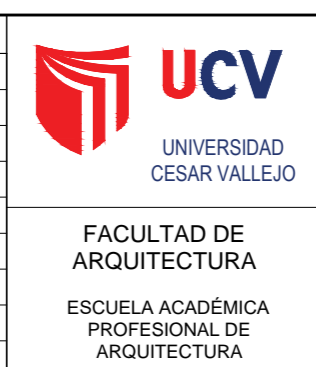 UCV
UNIVERSIDAD
CESAR VALLEJO
FACULTAD DE
ARQUITECTURA
ESCUELA ACADÉMICA
PROFESIONAL DE
ARQUITECTURA